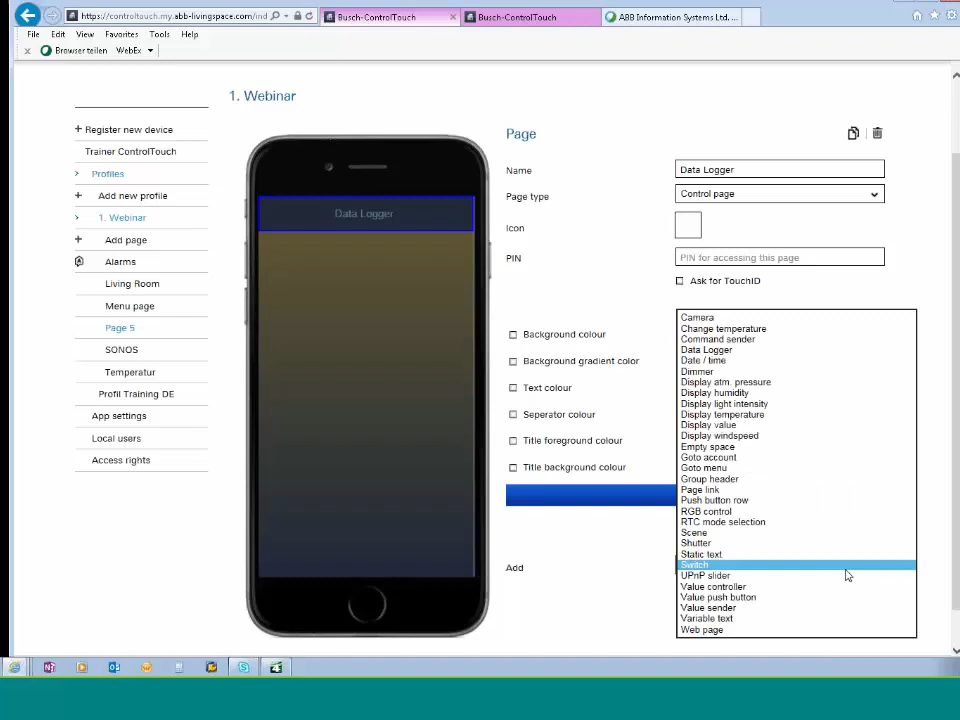 https://controltouch.my.abb-livingspace.com/ind
Busch-ControlTouch
Busch-ControlTouch
ABB Information Systems Ltd. ...
File Edit View Favorites Tools Help
Browser teilen WebEx
1. Webinar
Register new device
Trainer ControlTouch
Profiles
Add new profile
1. Webinar
Add page
Alarms
Living Room
Menu page
Page 5
SONOS
Temperatur
Profil Training DE
App settings
Local users
Access rights
Data Logger
Page
Name
Data Logger
Page type
Control page
Icon
PIN
PIN for accessing this page
Ask for TouchID
Background colour
Background gradient color
Text colour
Seperator colour
Title foreground colour
Title background colour
Add
Camera
Change temperature
Command sender
Data Logger
Date / time
Dimmer
Display atm. pressure
Display humidity
Display light intensity
Display temperature
Display value
Display windspeed
Empty space
Goto account
Goto menu
Group header
Page link
Push button row
RGB control
RTC mode selection
Scene
Shutter
Static text
Switch
UPnP slider
Value controller
Value push button
Value sender
Variable text
Web page